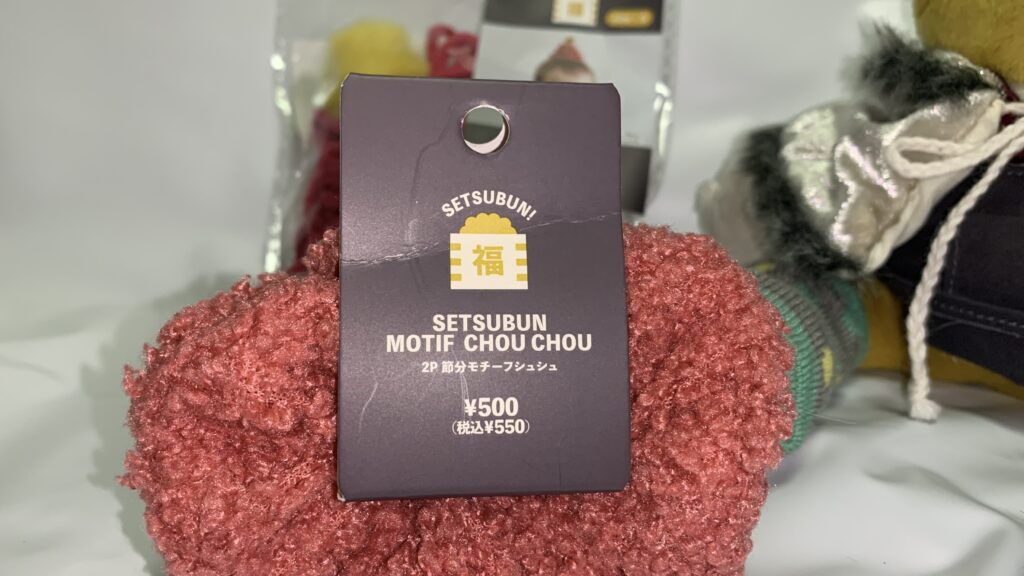 SETSUBUN!
福
SETSUBUN
MOTIF CHOU CHOU
2P 節分モチーフシュシュ
¥500
(税込¥550)